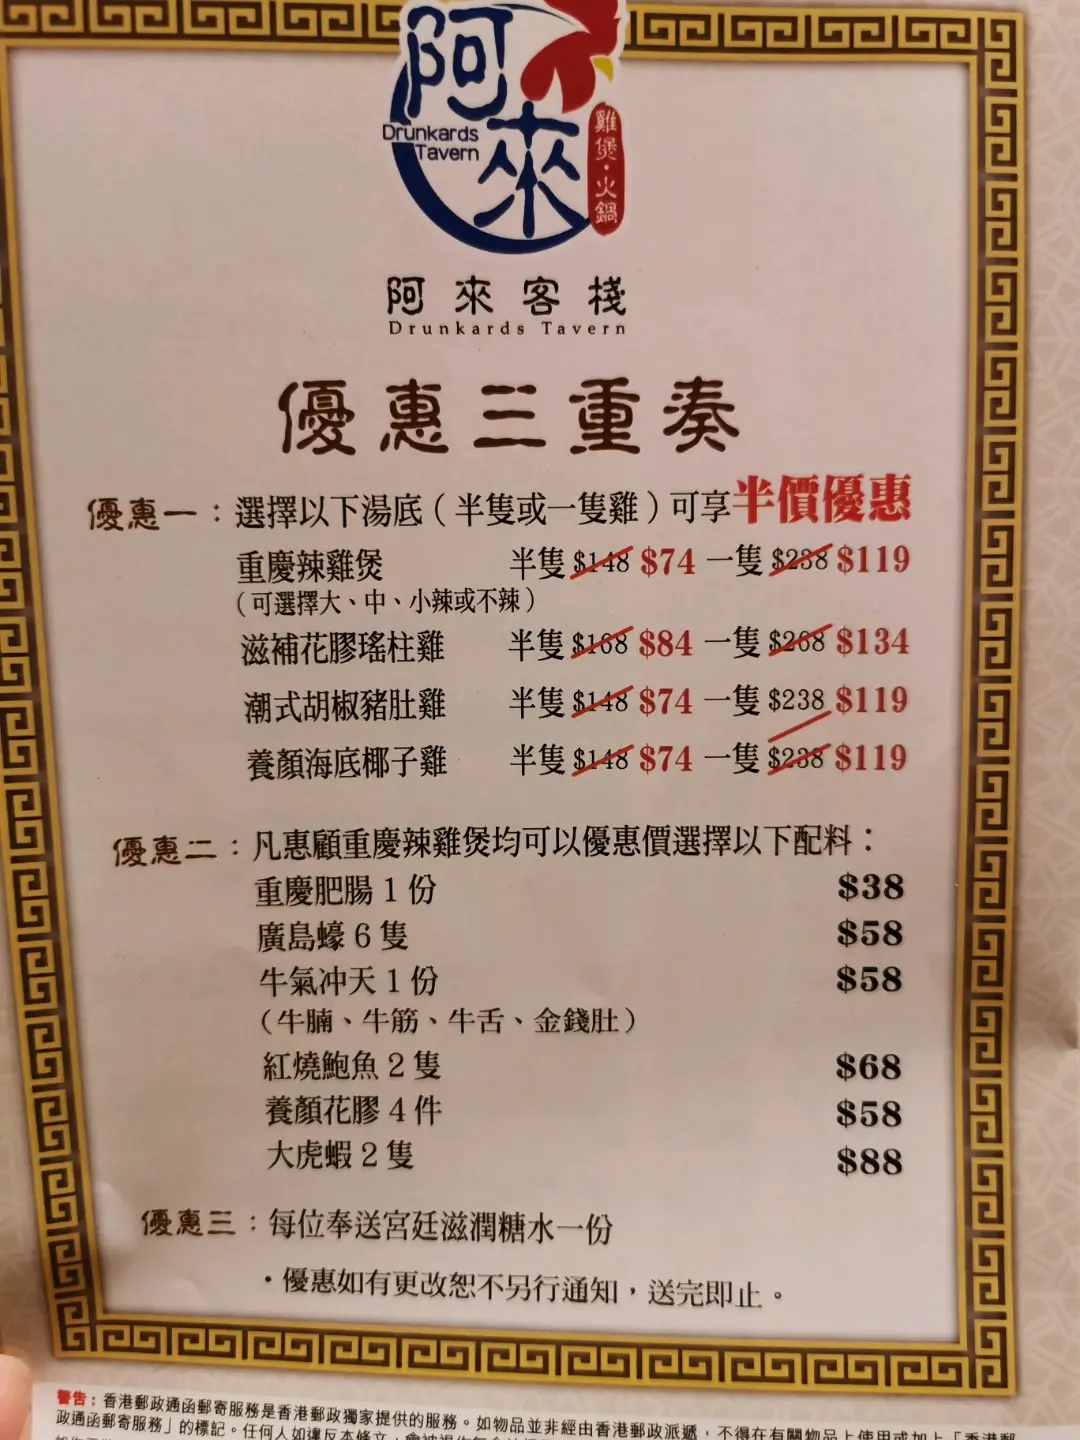 阿來
Drunkards
Tavern
雞煲·火鍋
阿來客棧
Drunkards Tavern
優惠三重奏
優惠一：選擇以下湯底（半隻或一隻雞）可享半價優惠
重慶辣雞煲 半隻 $148 $74 一隻 $238 $119
（可選擇大、中、小辣或不辣）
滋補花膠瑤柱雞 半隻 $168 $84 一隻 $268 $134
潮式胡椒豬肚雞 半隻 $148 $74 一隻 $238 $119
養顏海底椰子雞 半隻 $148 $74 一隻 $238 $119
優惠二：凡惠顧重慶辣雞煲均可以優惠價選擇以下配料：
重慶肥腸 1 份 $38
廣島蠔 6 隻 $58
牛氣冲天 1 份 $58
（牛腩、牛筋、牛舌、金錢肚）
紅燒鮑魚 2 隻 $68
養顏花膠 4 件 $58
大虎蝦 2 隻 $88
優惠三：每位奉送宮廷滋潤糖水一份
·優惠如有更改恕不另行通知，送完即止。
警告：香港郵政通函郵寄服務是香港郵政獨家提供的服務。如物品並非經由香港郵政派遞，不得在有關物品上使用或加上「香港郵
政通函郵寄服務」的標記。任何人如違反本條文，